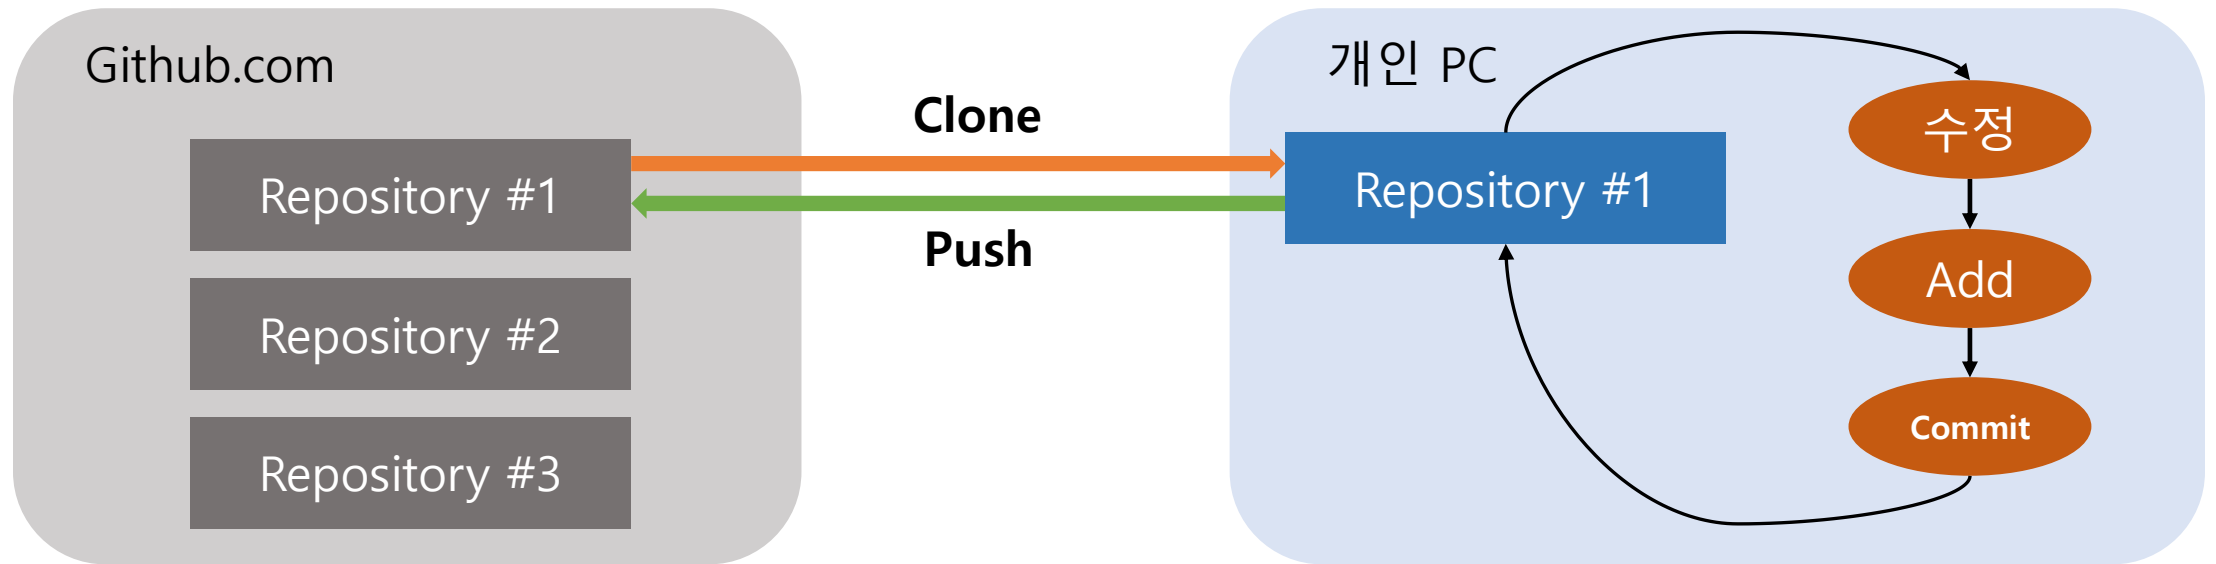 Github.com
Repository #1
Repository #2
Repository #3
Clone
Push
개인 PC
Repository #1
수정
Add
Commit